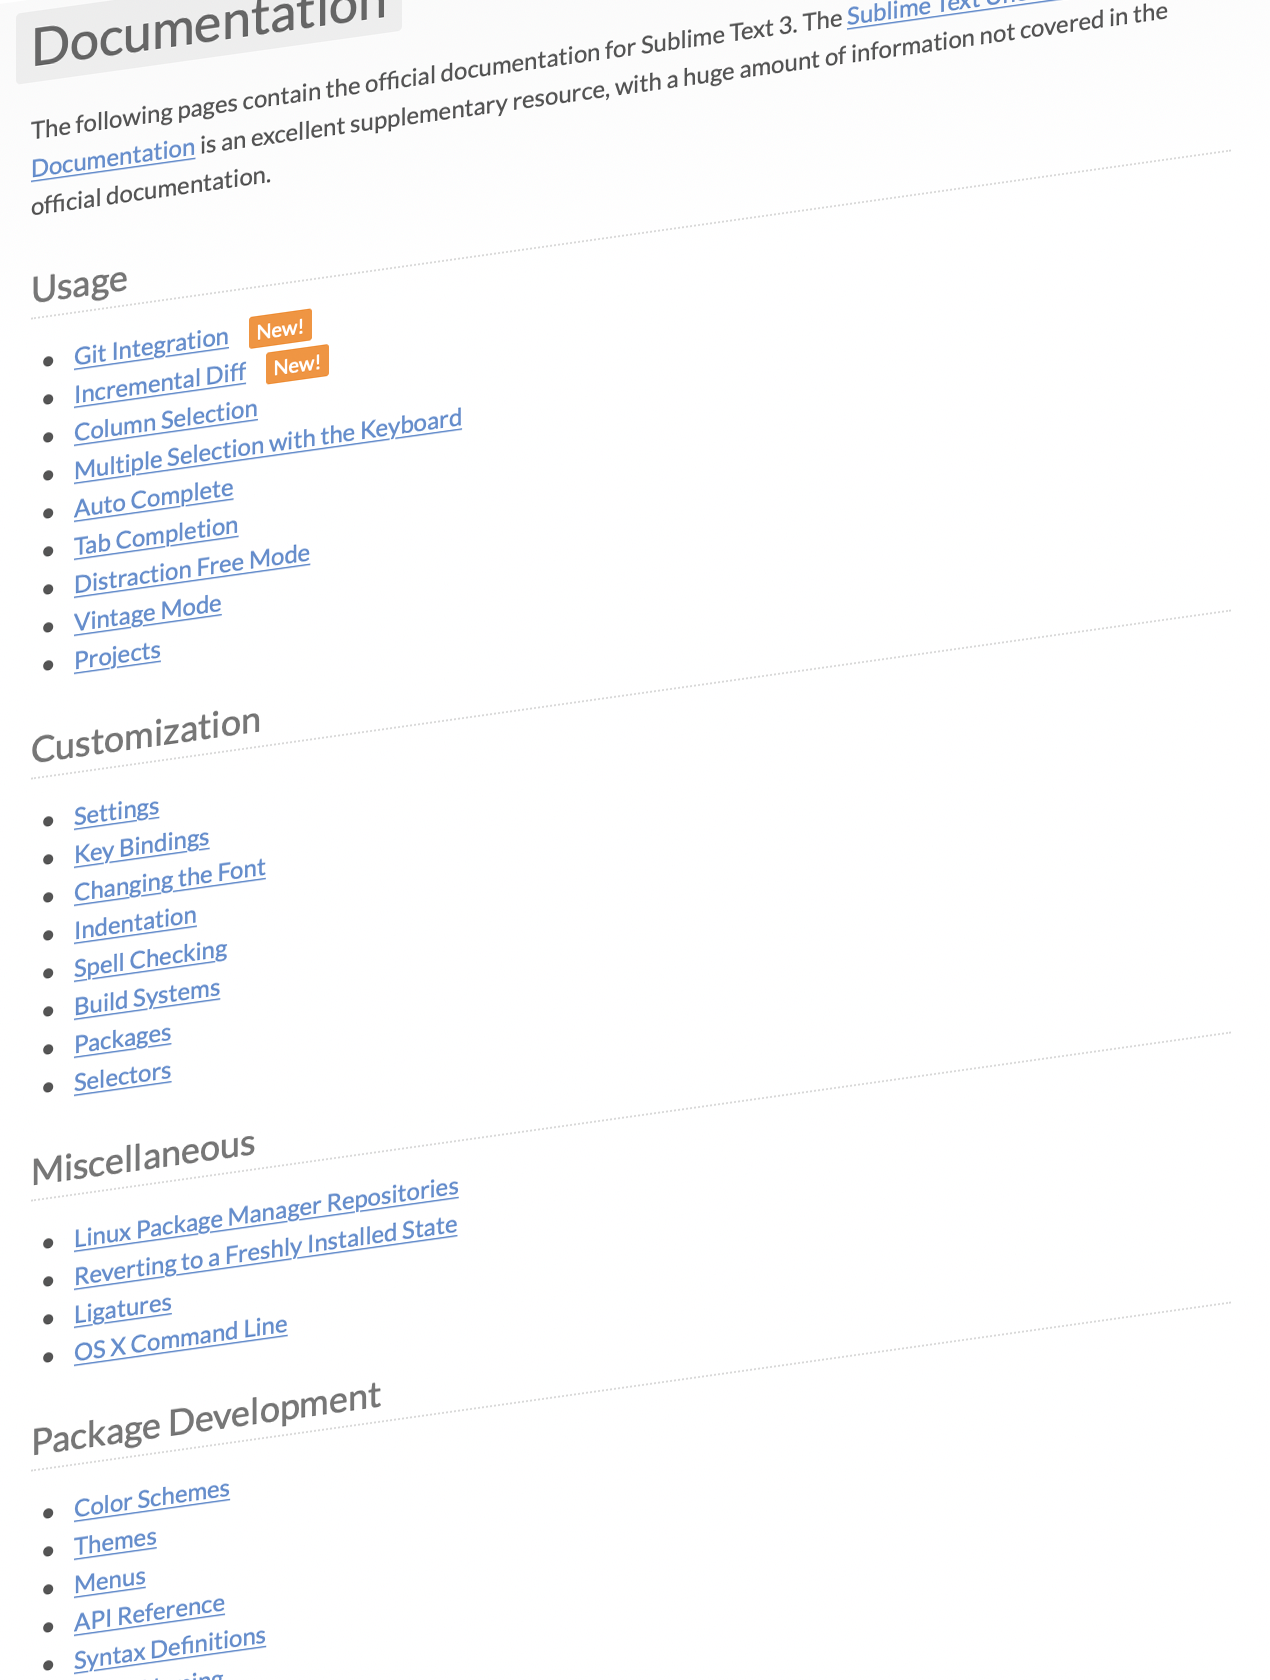 Documentation
The following pages contain the official documentation for Sublime Text 3. The Sublime Text
Documentation is an excellent supplementary resource, with a huge amount of information not covered in the
official documentation.
Usage
Git Integration New!
Incremental Diff New!
Column Selection
Multiple Selection with the Keyboard
Auto Complete
Tab Completion
Distraction Free Mode
Vintage Mode
Projects
Customization
Settings
Key Bindings
Changing the Font
Indentation
Spell Checking
Build Systems
Packages
Selectors
Miscellaneous
Linux Package Manager Repositories
Reverting to a Freshly Installed State
Ligatures
OS X Command Line
Package Development
Color Schemes
Themes
Menus
API Reference
Syntax Definitions